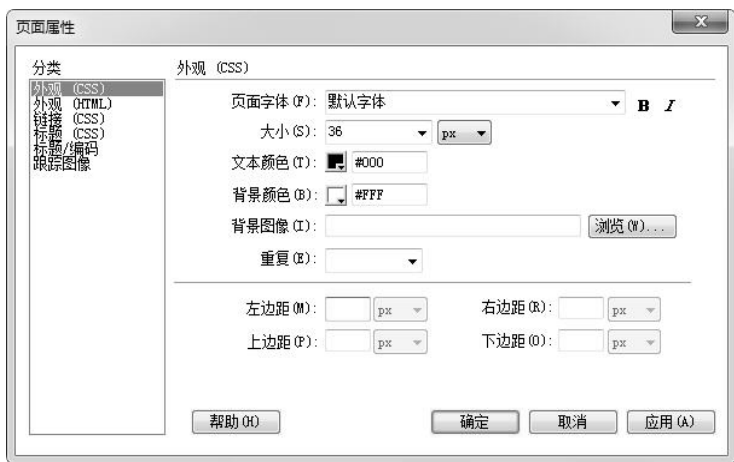 页面属性
分类
外观 (CSS)
外观 (HTML)
链接 (CSS)
标题 (CSS)
标题/编码
跟踪图像
外观 (CSS)
页面字体(F): 默认字体 B I
大小(S): 36 px
文本颜色(T): #000
背景颜色(B): #FFF
背景图像(I): 浏览(W)...
重复(E):
左边距(M): px 右边距(R): px
上边距(P): px 下边距(O): px
帮助(H) 确定 取消 应用(A)